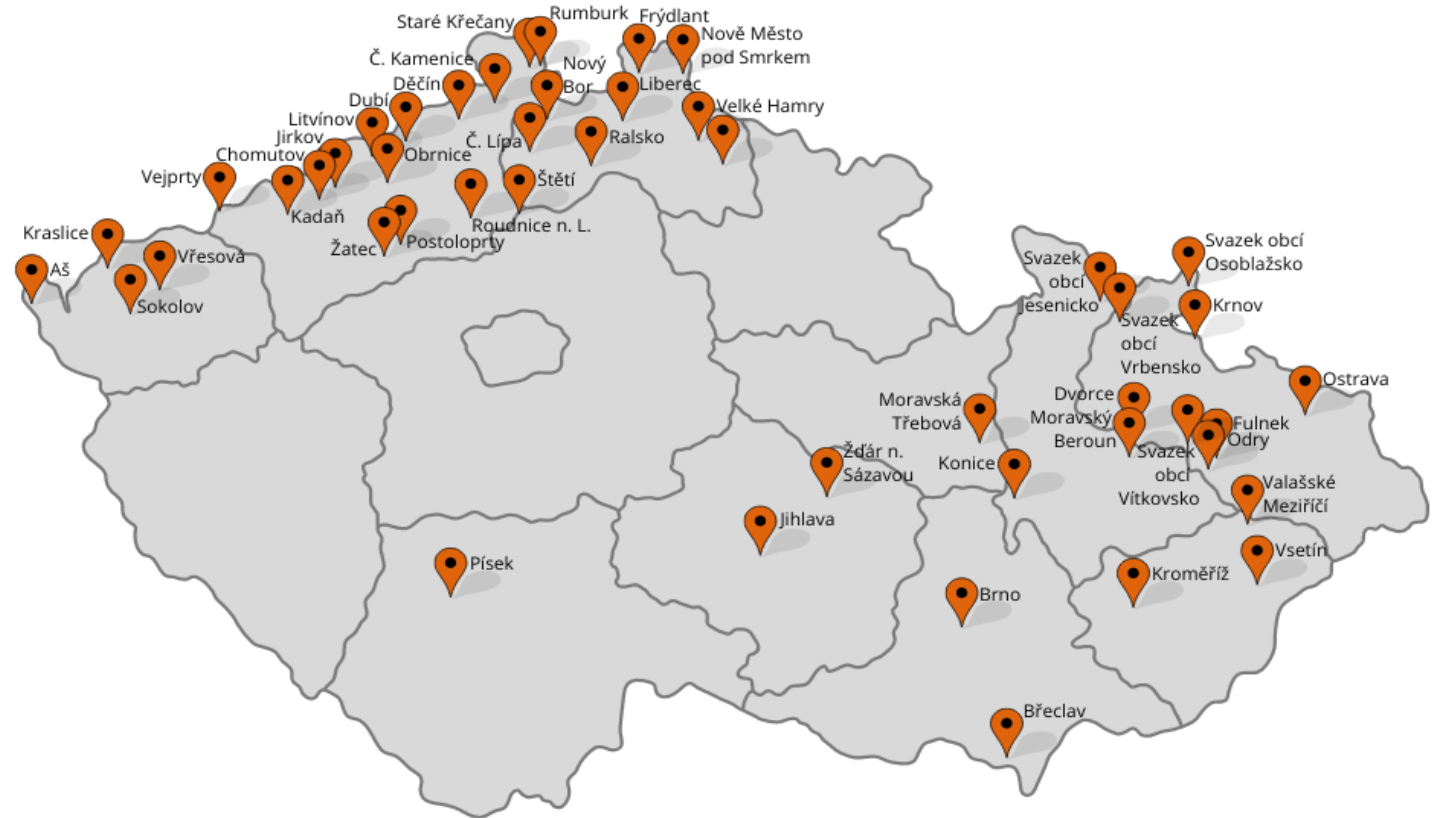 Staré Křečany
Rumburk
Frýdlant
Nově Město
pod Smrkem
Č. Kamenice
Nový
Bor
Děčín
Liberec
Dubí
Velké Hamry
Litvínov
Jirkov
Č. Lípa
Ralsko
Chomutov
Obrnice
Vejprty
Štětí
Kadaň
Roudnice n. L.
Kraslice
Žatec
Postoloprty
Aš
Vřesová
Sokolov
Svazek obcí
Osoblažsko
Svazek
obcí
Jesenicko
Krnov
Svazek
obcí
Vrbensko
Ostrava
Dvorce
Moravská
Třebová
Moravský
Beroun
Fulnek
Odry
Svazek
obcí
Vítkovsko
Žďár n.
Sázavou
Konice
Valašské
Meziříčí
Jihlava
Vsetín
Písek
Kroměříž
Brno
Břeclav